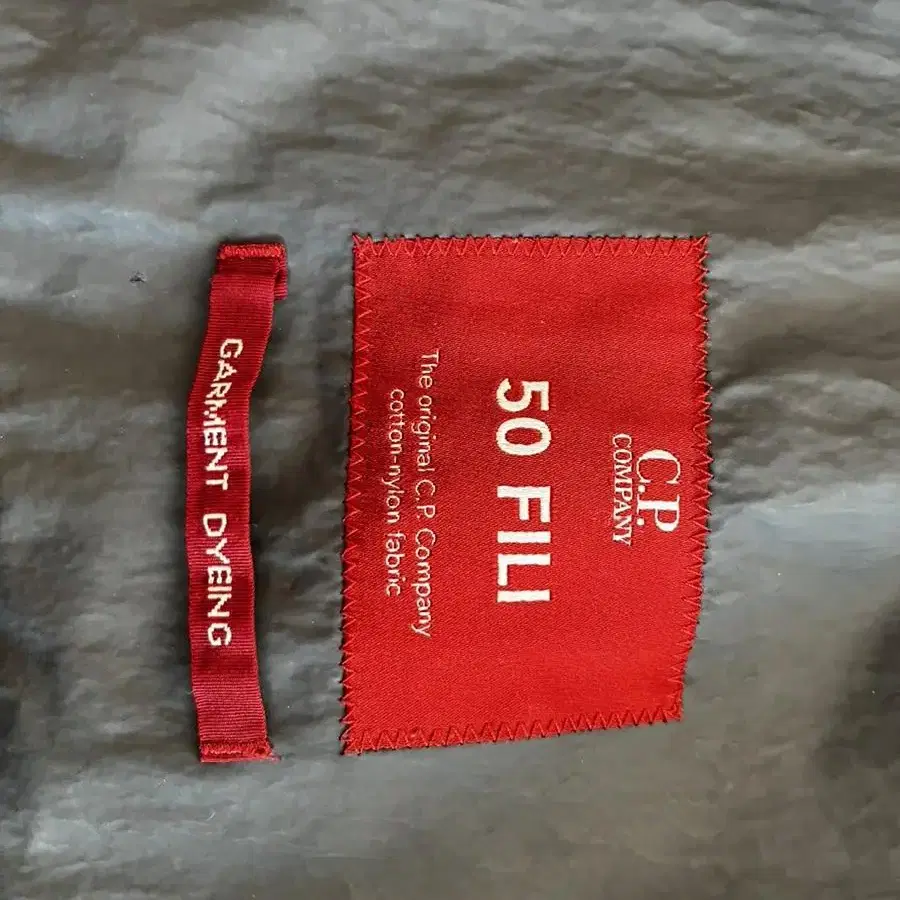 C.P.
COMPANY
50 FILI
The original C.P. Company
cotton-nylon fabric
GARMENT DYEING